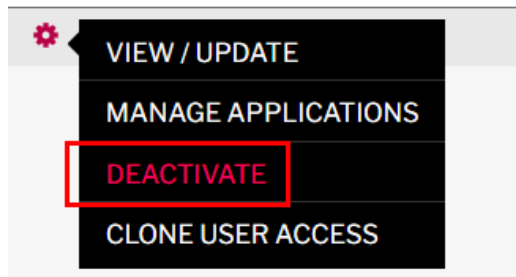 VIEW / UPDATE
MANAGE APPLICATIONS
DEACTIVATE
CLONE USER ACCESS